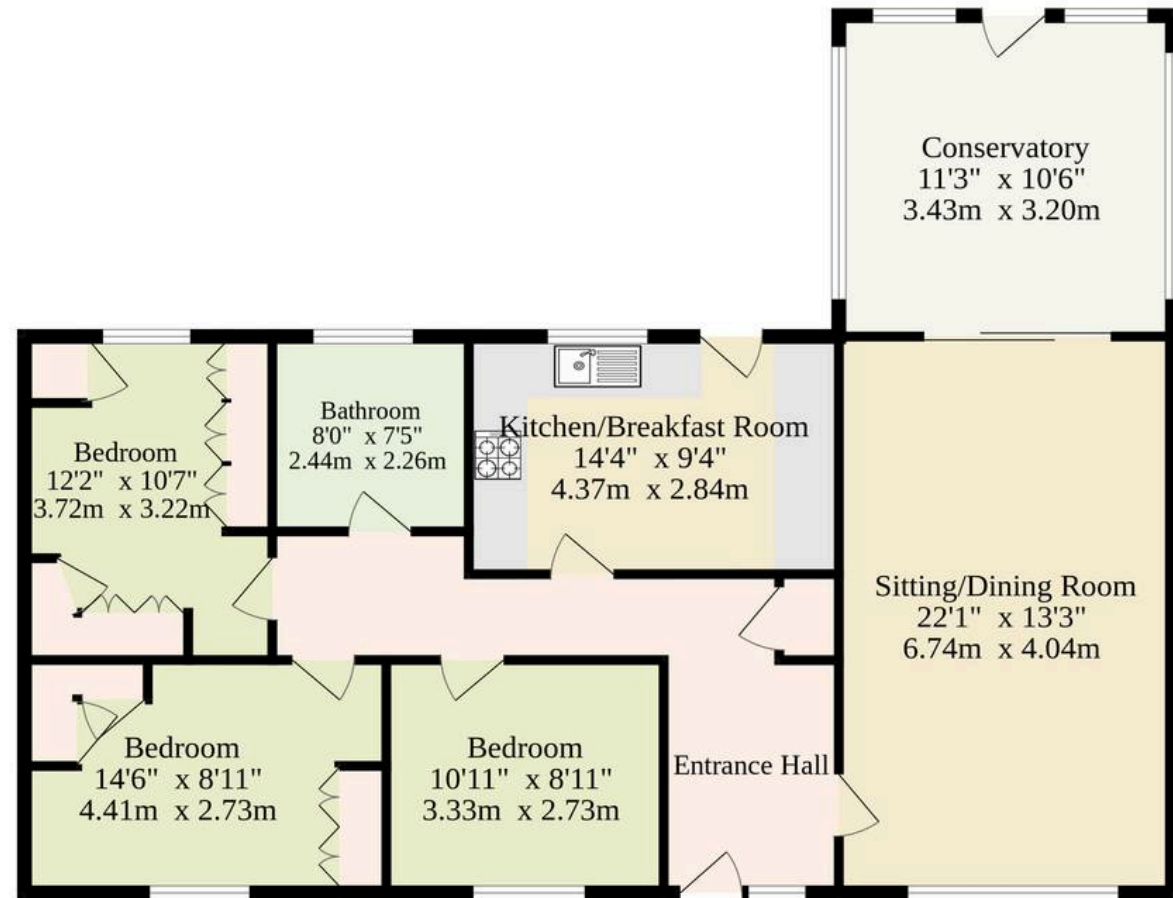 Conservatory
11'3" x 10'6"
3.43m x 3.20m
Bathroom
8'0" x 7'5"
2.44m x 2.26m
Kitchen/Breakfast Room
14'4" x 9'4"
4.37m x 2.84m
Bedroom
12'2" x 10'7"
3.72m x 3.22m
Sitting/Dining Room
22'1" x 13'3"
6.74m x 4.04m
Bedroom
14'6" x 8'11"
4.41m x 2.73m
Bedroom
10'11" x 8'11"
3.33m x 2.73m
Entrance Hall